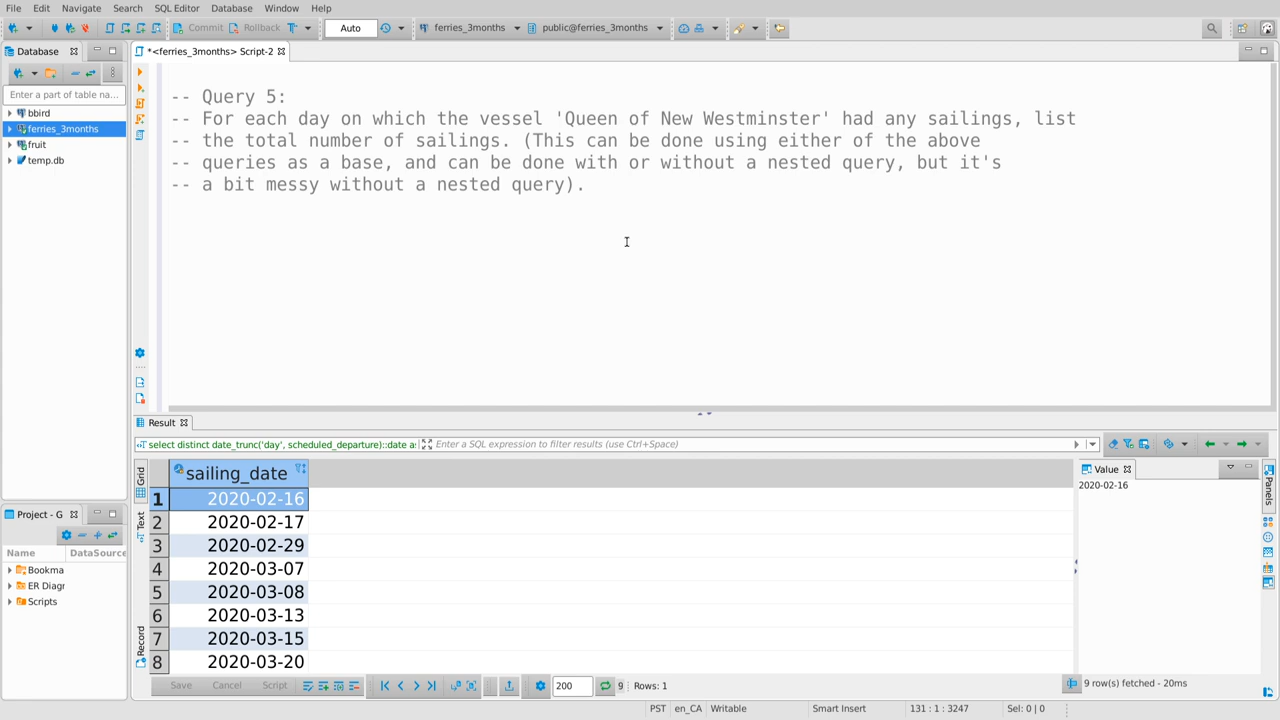 File Edit Navigate Search SQL Editor Database Window Help
Commit Rollback Auto ferries_3months public@ferries_3months
Database
*<ferries_3months> Script-2
Enter a part of table na...
bbird
ferries_3months
fruit
temp.db
-- Query 5:
-- For each day on which the vessel 'Queen of New Westminster' had any sailings, list
-- the total number of sailings. (This can be done using either of the above
-- queries as a base, and can be done with or without a nested query, but it's
-- a bit messy without a nested query).
Project - G
Name DataSource
Bookma
ER Diagr
Scripts
Result
select distinct date_trunc('day', scheduled_departure)::date a
Enter a SQL expression to filter results (use Ctrl+Space)
Grid
Text
Record
sailing_date
1 2020-02-16
2 2020-02-17
3 2020-02-29
4 2020-03-07
5 2020-03-08
6 2020-03-13
7 2020-03-15
8 2020-03-20
Value
2020-02-16
Panels
Save Cancel Script 200 9 Rows: 1
9 row(s) fetched - 20ms
PST en_CA Writable Smart Insert 131 : 1 : 3247 Sel: 0 | 0